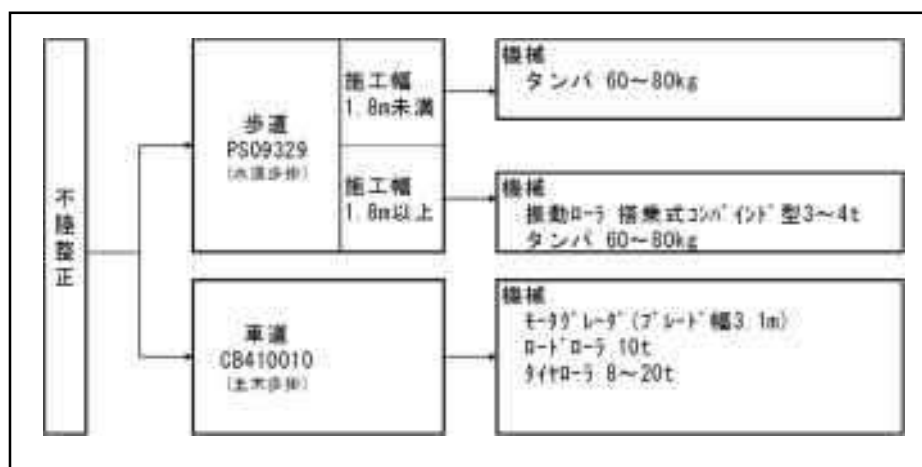 不陸整正
歩道
PS09329
(水道歩掛)
施工幅
1.8m未満
施工幅
1.8m以上
機械
タンパ 60～80kg
機械
振動ﾛｰﾗ 搭乗式ｺﾝﾊﾞｲﾝﾄﾞ型3～4t
タンパ 60～80kg
車道
CB410010
(土木歩掛)
機械
ﾓｰﾀｸﾞﾚｰﾀﾞ(ﾌﾞﾚｰﾄﾞ幅3.1m)
ﾛｰﾄﾞﾛｰﾗ 10t
ﾀｲﾔﾛｰﾗ 8～20t